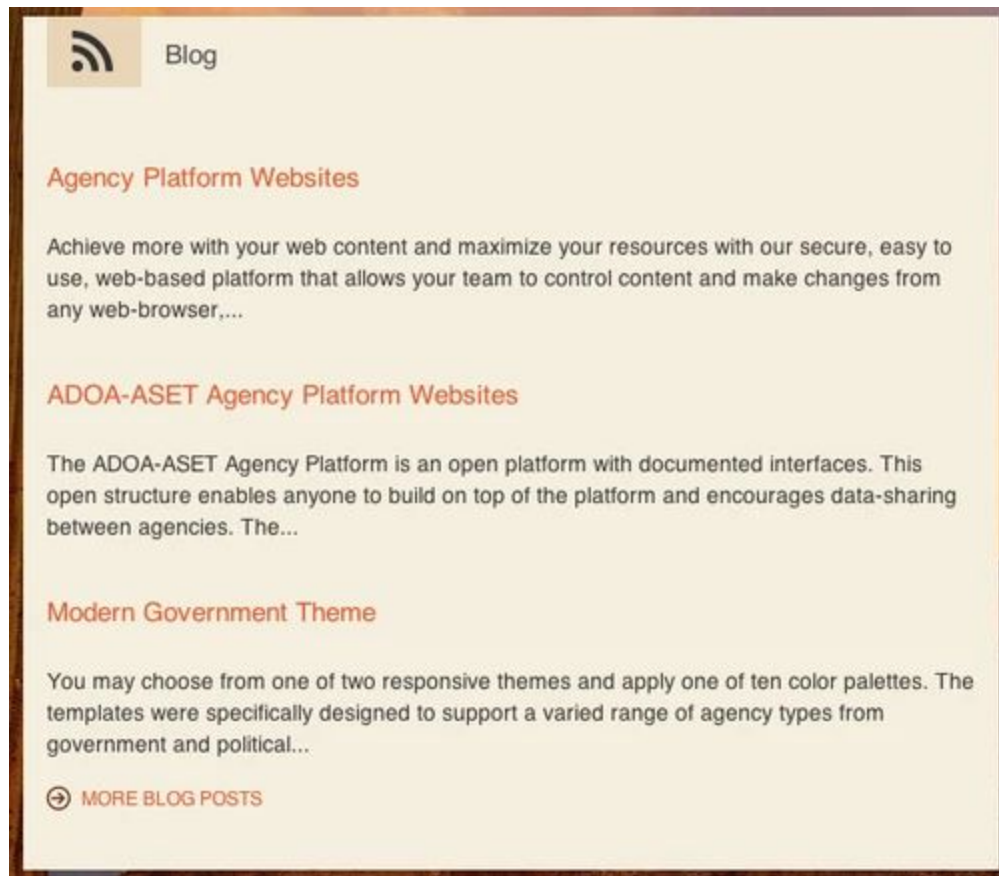 Blog
Agency Platform Websites
Achieve more with your web content and maximize your resources with our secure, easy to
use, web-based platform that allows your team to control content and make changes from
any web-browser,...
ADOA-ASET Agency Platform Websites
The ADOA-ASET Agency Platform is an open platform with documented interfaces. This
open structure enables anyone to build on top of the platform and encourages data-sharing
between agencies. The...
Modern Government Theme
You may choose from one of two responsive themes and apply one of ten color palettes. The
templates were specifically designed to support a varied range of agency types from
government and political...
MORE BLOG POSTS